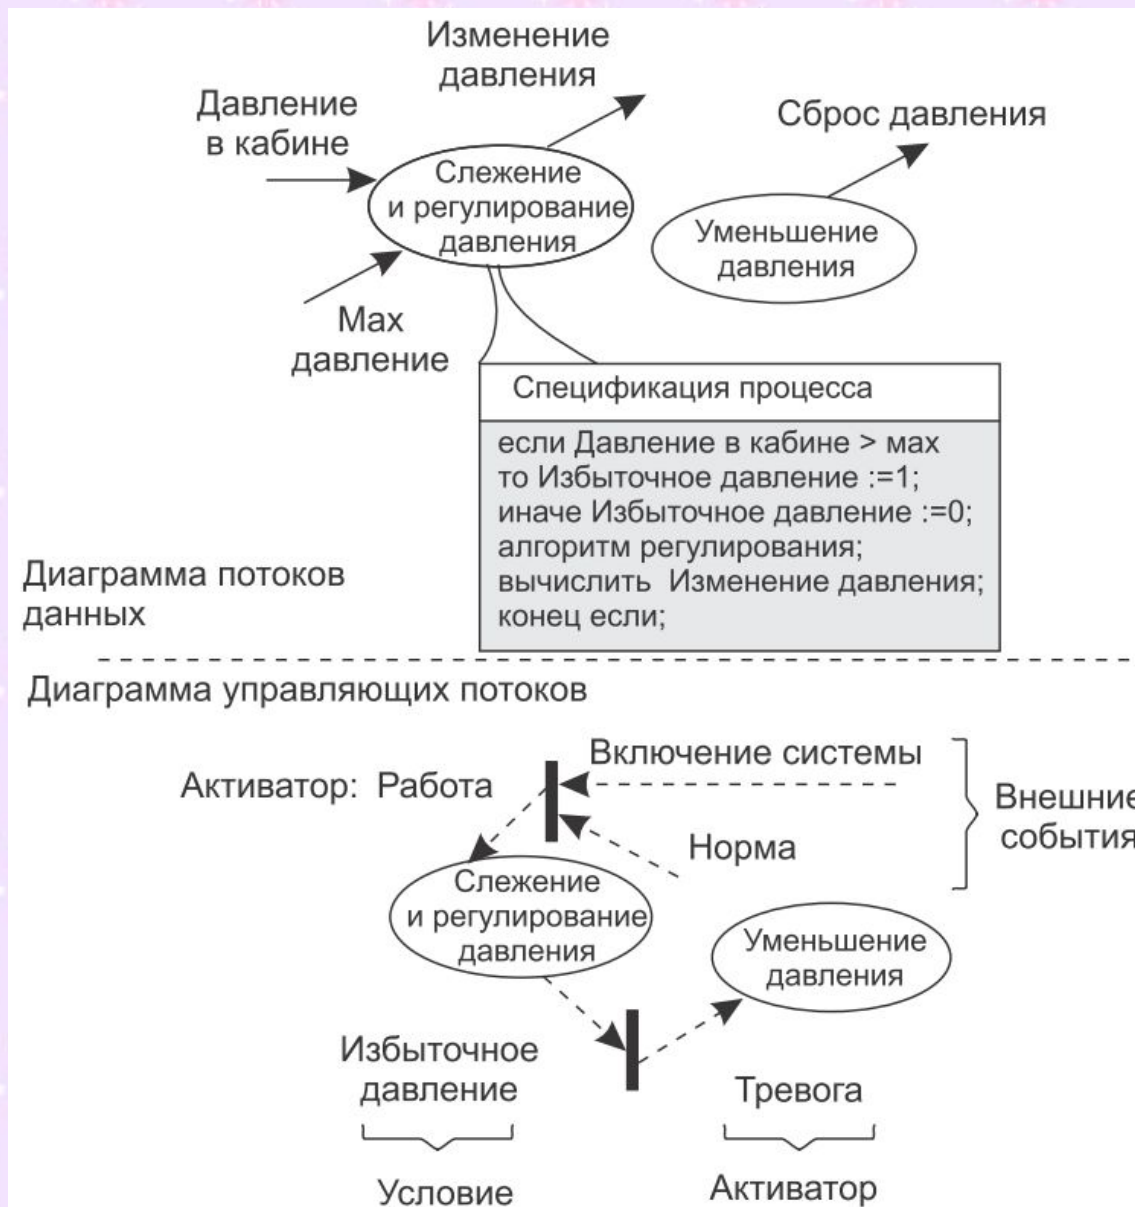 Изменение
давления
Давление
в кабине
Сброс давления
Слежение
и регулирование
давления
Уменьшение
давления
Мах
давление
Спецификация процесса
если Давление в кабине > мах
то Избыточное давление :=1;
иначе Избыточное давление :=0;
алгоритм регулирования;
вычислить Изменение давления;
конец если;
Диаграмма потоков
данных
Диаграмма управляющих потоков
Включение системы
Активатор: Работа
Внешние
события
Норма
Слежение
и регулирование
давления
Уменьшение
давления
Избыточное
давление
Тревога
Условие
Активатор